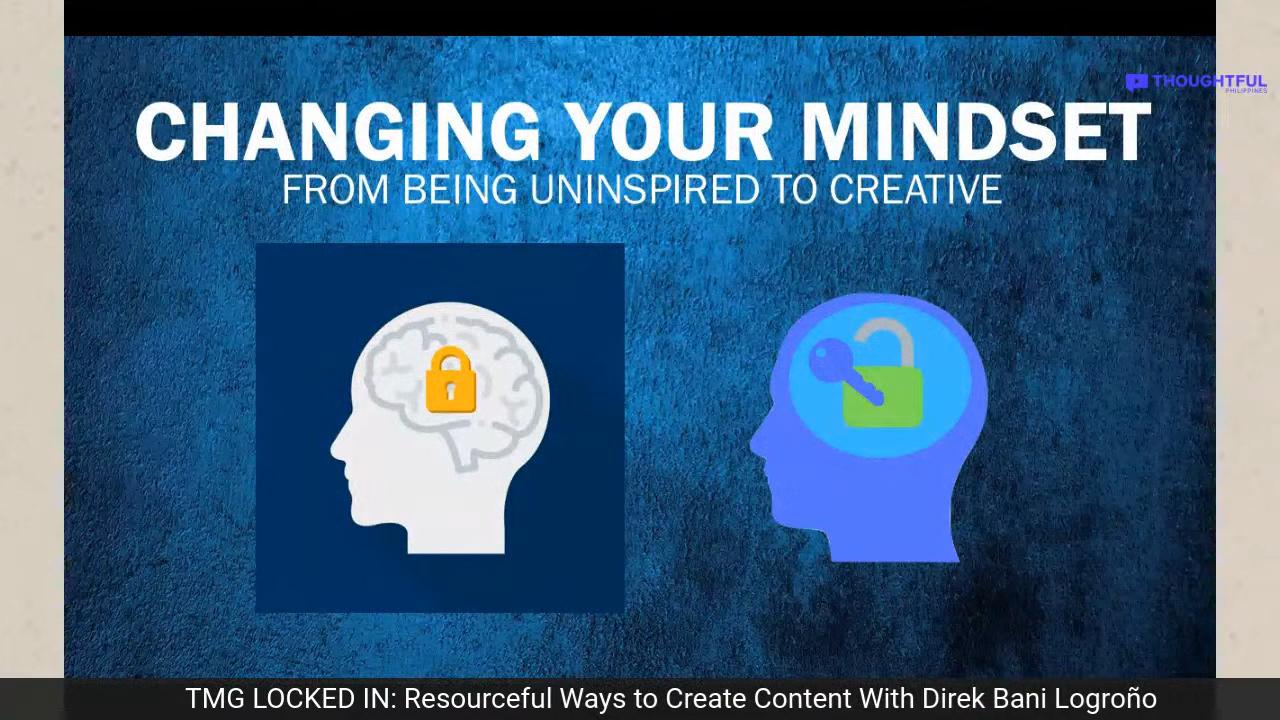 THOUGHTFUL
PHILIPPINES
CHANGING YOUR MINDSET
FROM BEING UNINSPIRED TO CREATIVE
TMG LOCKED IN: Resourceful Ways to Create Content With Direk Bani Logroño